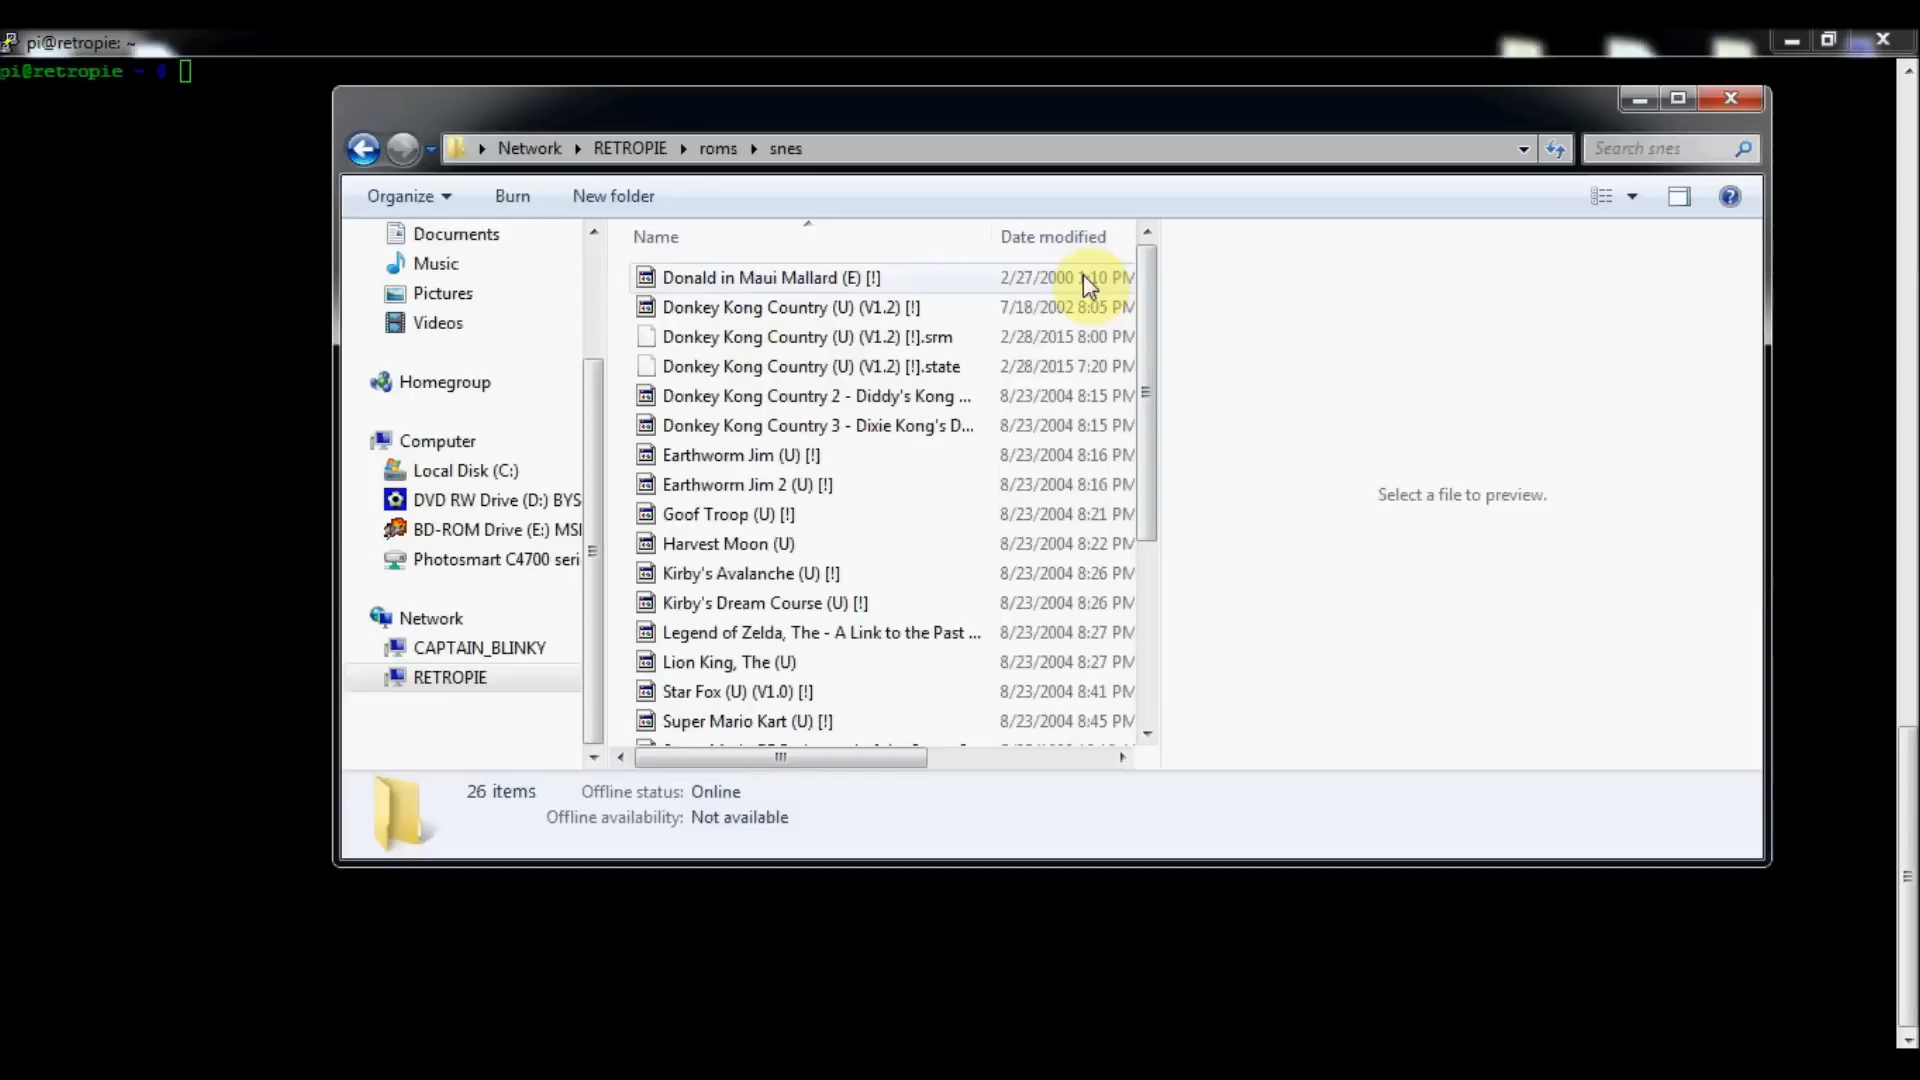 pi@retropie: ~
pi@retropie ~ $
Network RETROPIE roms snes
Search snes
Organize Burn New folder
Documents
Music
Pictures
Videos
Homegroup
Computer
Local Disk (C:)
DVD RW Drive (D:) BYS
BD-ROM Drive (E:) MSI
Photosmart C4700 seri
Network
CAPTAIN_BLINKY
RETROPIE
Name Date modified
Donald in Maui Mallard (E) [!] 2/27/2000 1:10 PM
Donkey Kong Country (U) (V1.2) [!] 7/18/2002 8:05 PM
Donkey Kong Country (U) (V1.2) [!].srm 2/28/2015 8:00 PM
Donkey Kong Country (U) (V1.2) [!].state 2/28/2015 7:20 PM
Donkey Kong Country 2 - Diddy's Kong ... 8/23/2004 8:15 PM
Donkey Kong Country 3 - Dixie Kong's D... 8/23/2004 8:15 PM
Earthworm Jim (U) [!] 8/23/2004 8:16 PM
Earthworm Jim 2 (U) [!] 8/23/2004 8:16 PM
Goof Troop (U) [!] 8/23/2004 8:21 PM
Harvest Moon (U) 8/23/2004 8:22 PM
Kirby's Avalanche (U) [!] 8/23/2004 8:26 PM
Kirby's Dream Course (U) [!] 8/23/2004 8:26 PM
Legend of Zelda, The - A Link to the Past ... 8/23/2004 8:27 PM
Lion King, The (U) 8/23/2004 8:27 PM
Star Fox (U) (V1.0) [!] 8/23/2004 8:41 PM
Super Mario Kart (U) [!] 8/23/2004 8:45 PM
Select a file to preview.
26 items Offline status: Online
Offline availability: Not available